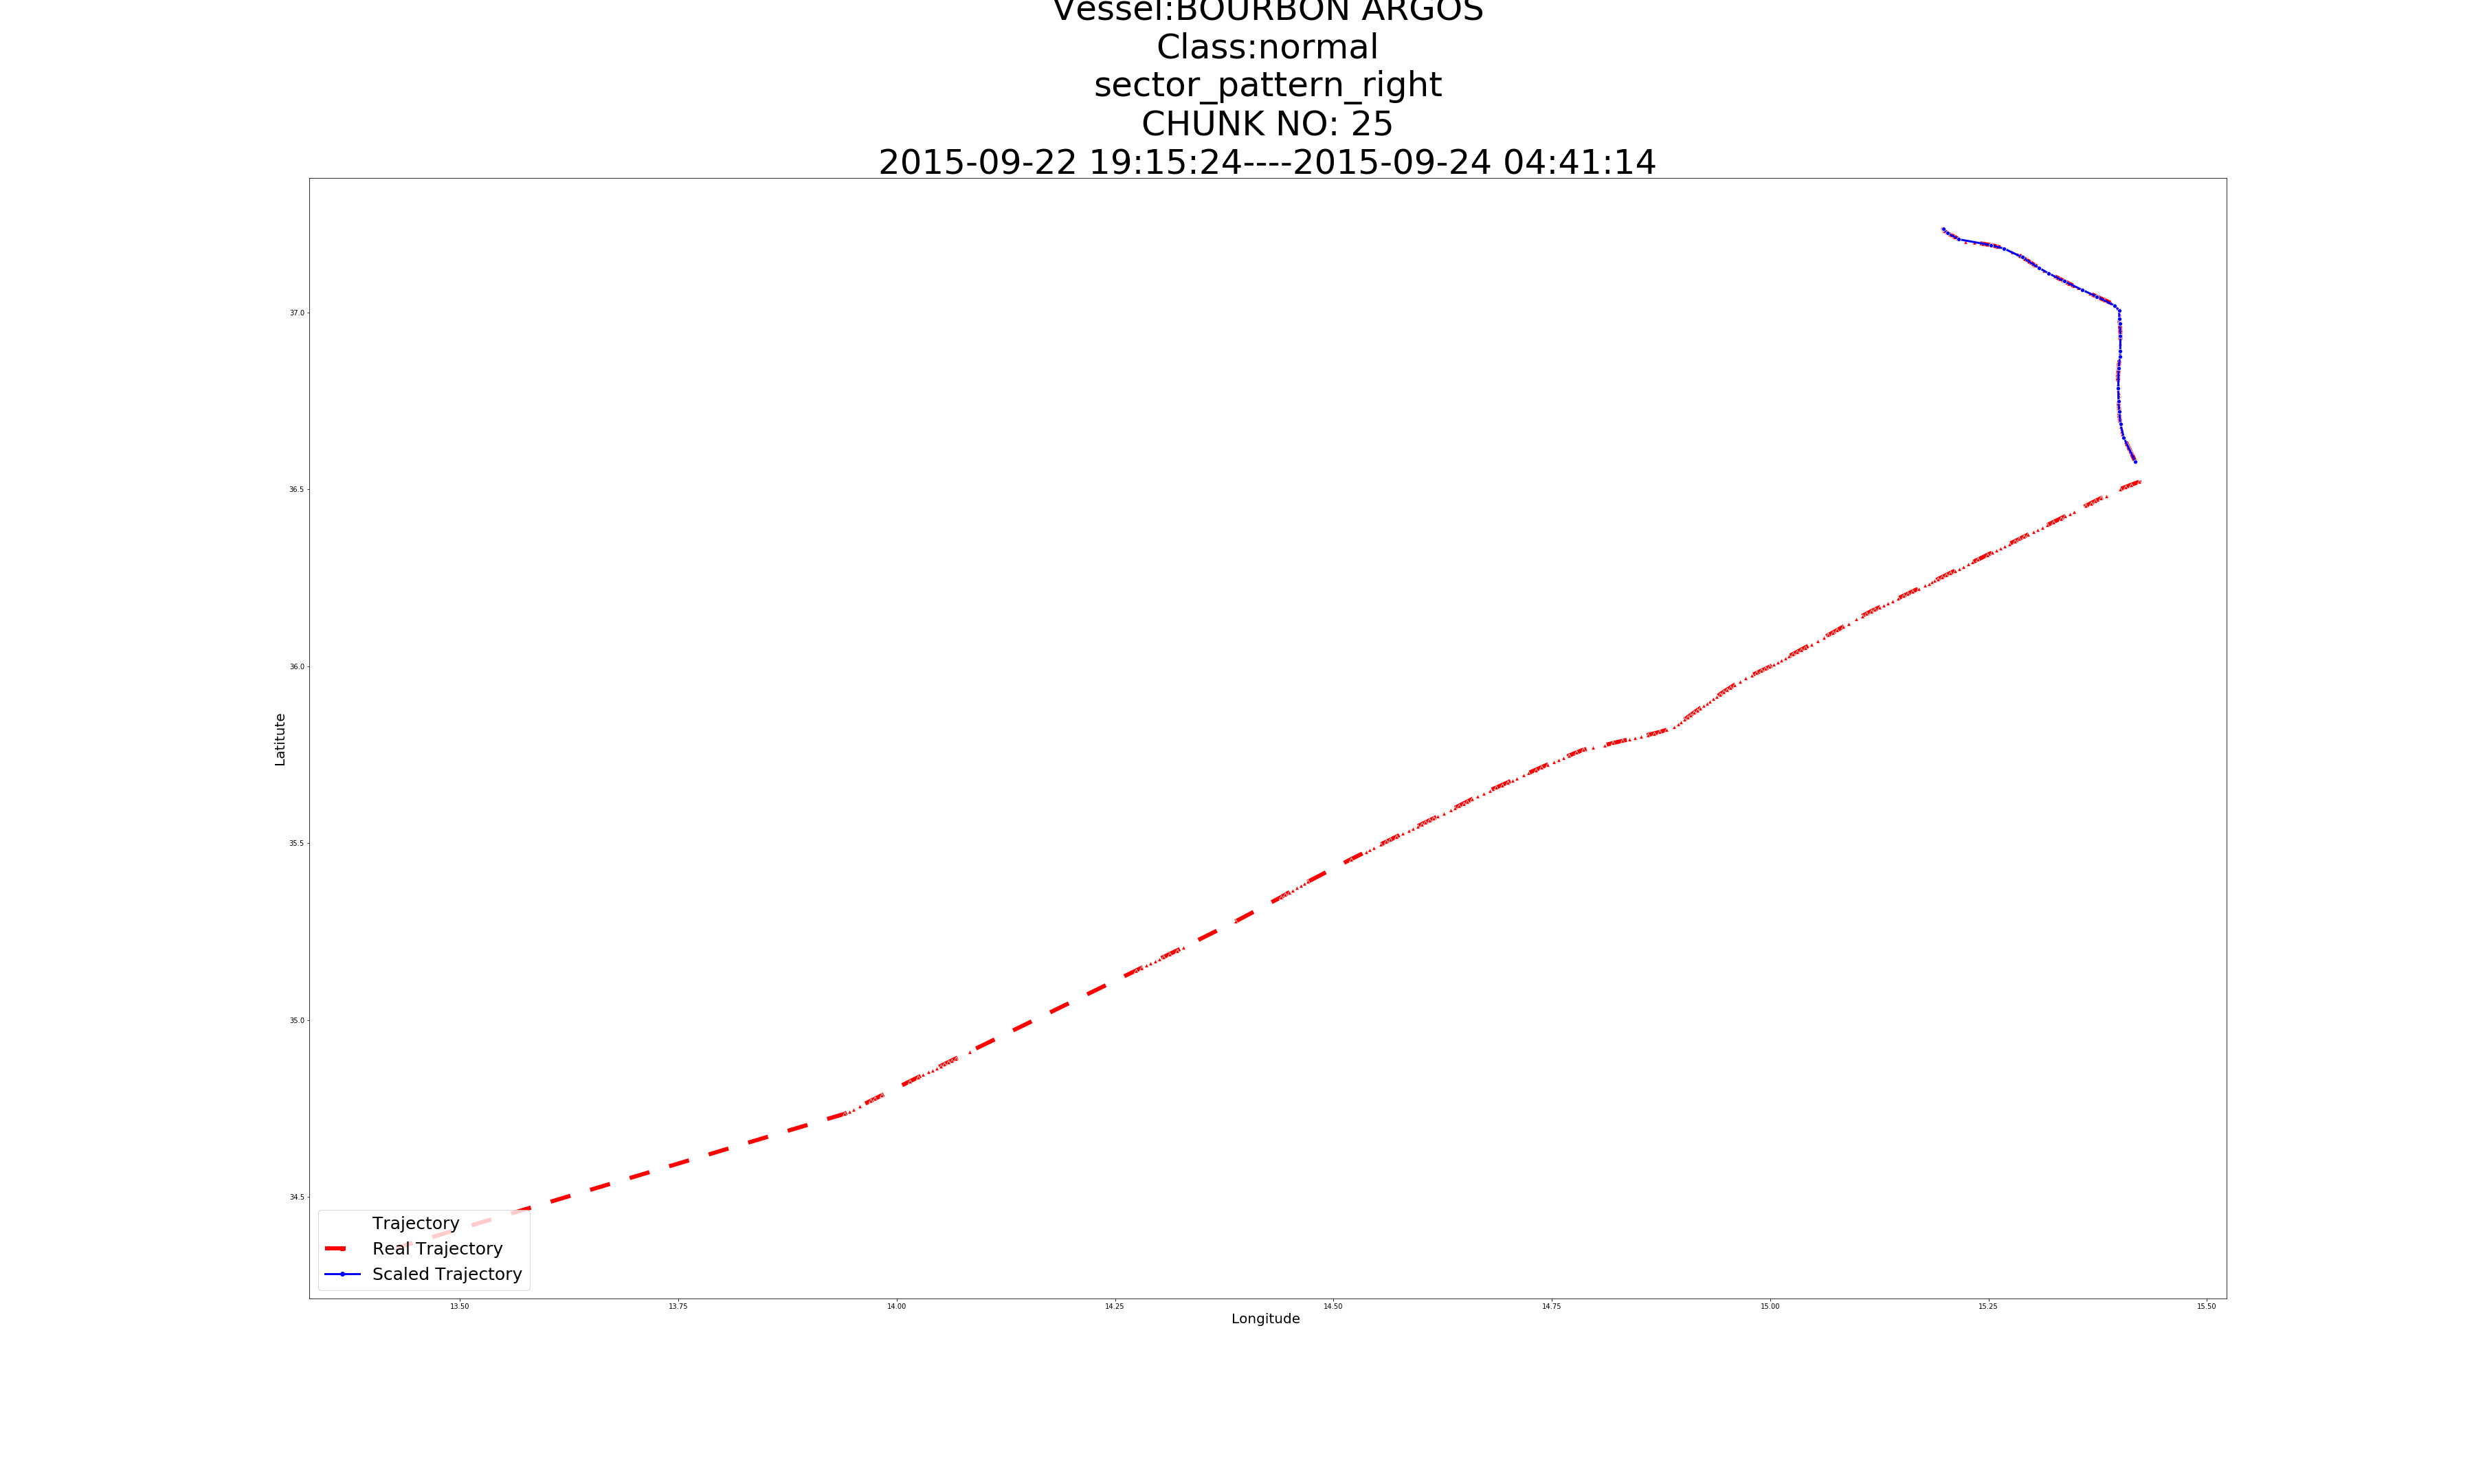 Vessel:BOURBON ARGOS
Class:normal
sector_pattern_right
CHUNK NO: 25
2015-09-22 19:15:24----2015-09-24 04:41:14
37.0
36.5
36.0
35.5
35.0
34.5
Latitute
Trajectory
Real Trajectory
Scaled Trajectory
13.50 13.75 14.00 14.25 14.50 14.75 15.00 15.25 15.50
Longitude